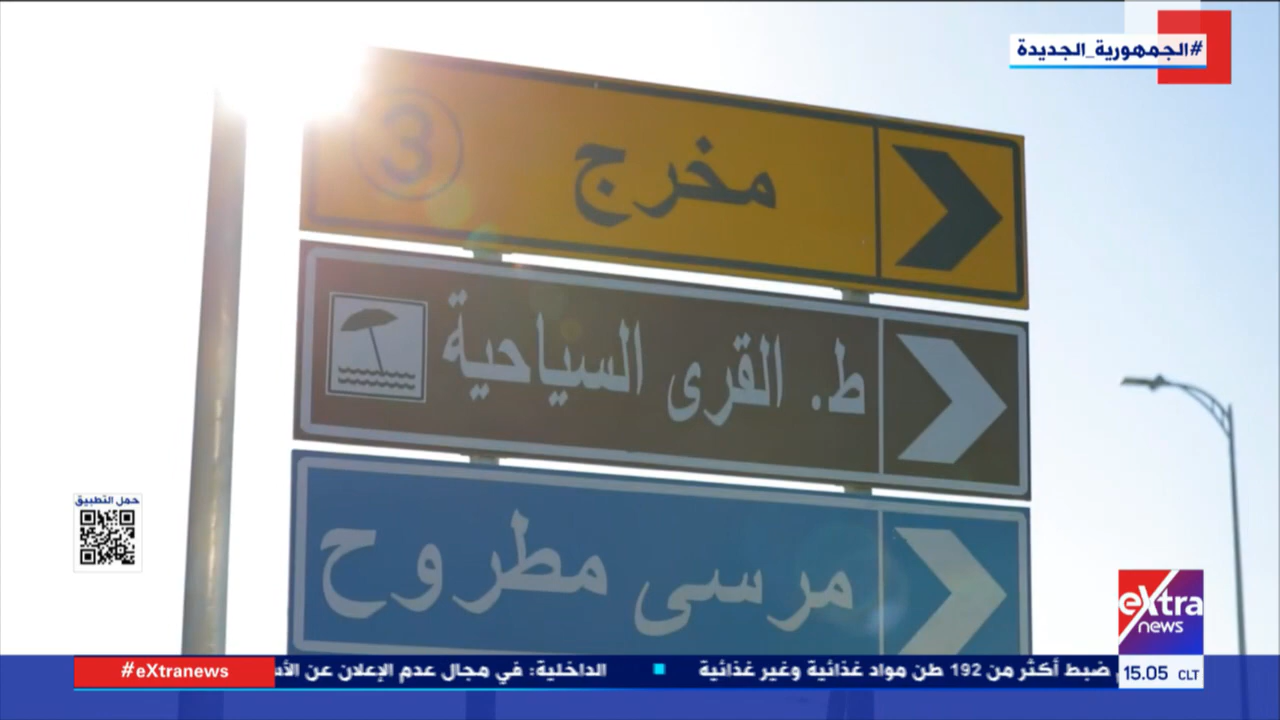 #الجمهورية_الجديدة
مخرج 3
ط. القرى السياحية
مرسى مطروح
حمل التطبيق
eXtra
news
#eXtranews
ضبط أكثر من 192 طن مواد غذائية وغير غذائية
الداخلية: في مجال عدم الإعلان عن
15.05 CLT